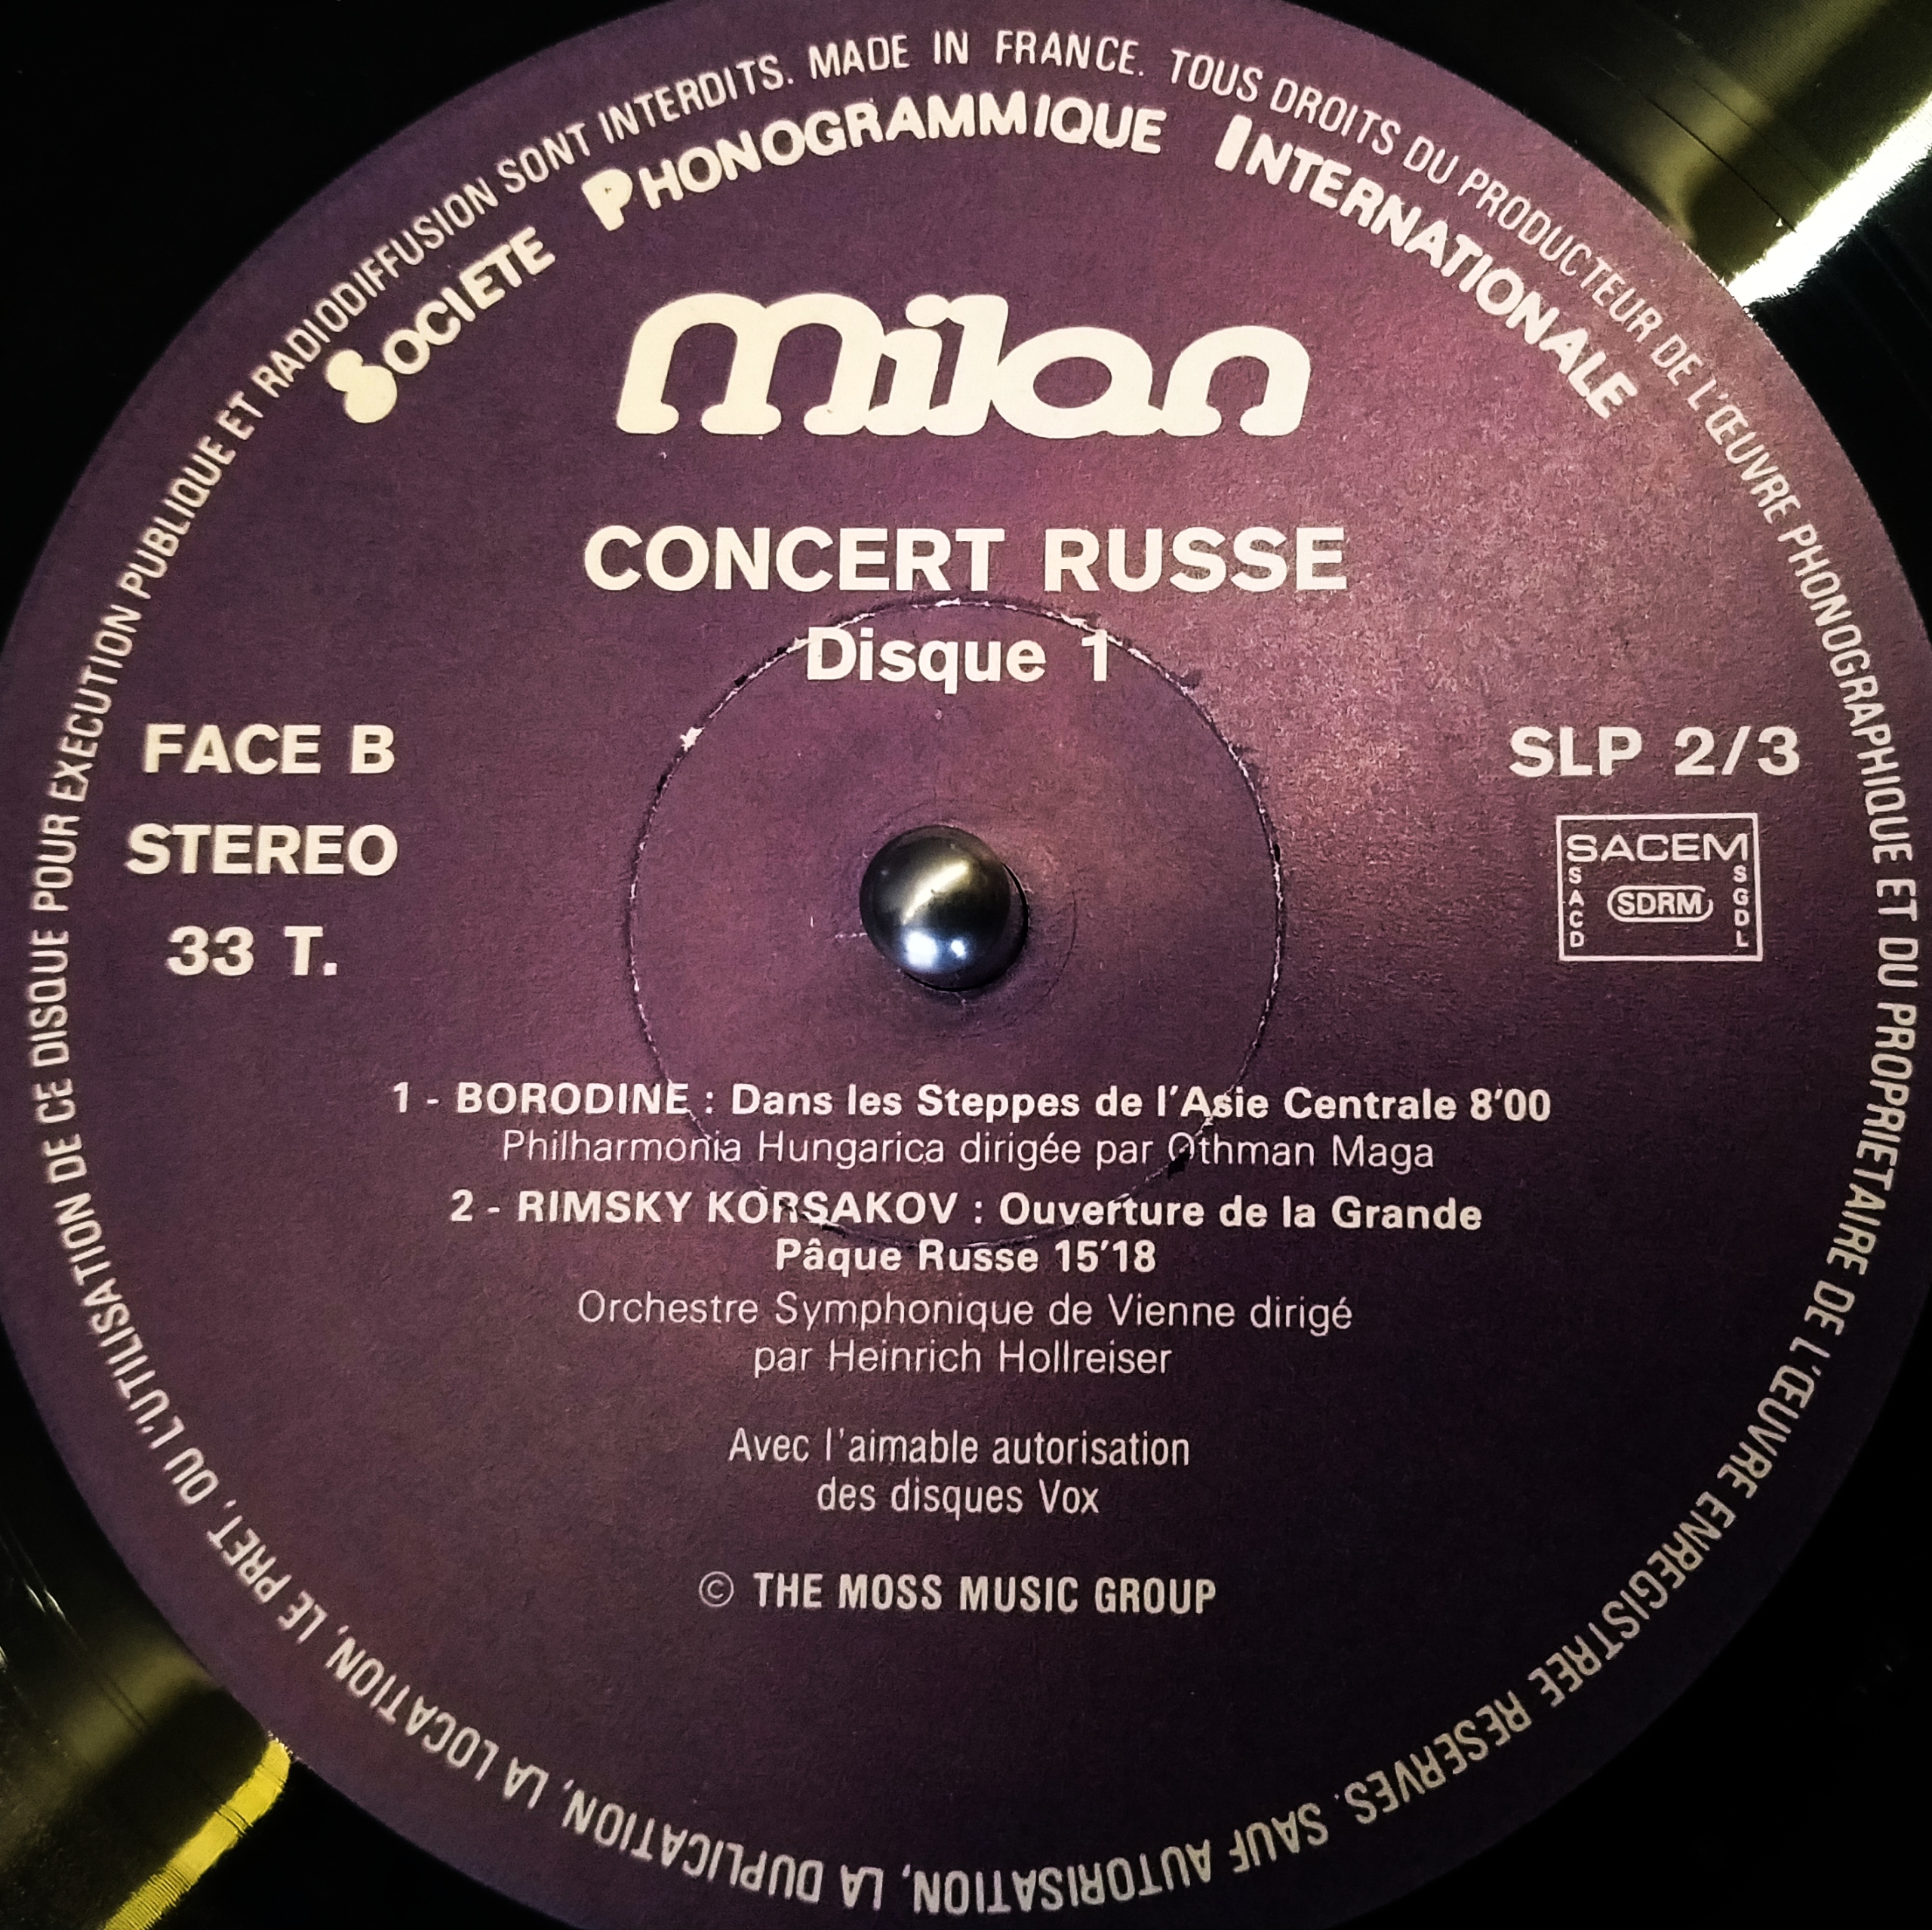 MADE IN FRANCE. TOUS DROITS DU PRODUCTEUR DE L'ŒUVRE PHONOGRAPHIQUE ET DU PROPRIETAIRE DE L'ŒUVRE ENREGISTREE RESERVES. SAUF AUTORISATION, LA DUPLICATION, LA LOCATION, LE PRET, OU L'UTILISATION DE CE DISQUE POUR EXECUTION PUBLIQUE ET RADIODIFFUSION SONT INTERDITS.
SOCIETE PHONOGRAMMIQUE INTERNATIONALE
milan
CONCERT RUSSE
Disque 1
FACE B
STEREO
33 T.
SLP 2/3
SACEM
SACD
SDRM
SGDL
1 - BORODINE : Dans les Steppes de l'Asie Centrale 8'00
Philharmonia Hungarica dirigée par Othman Maga
2 - RIMSKY KORSAKOV : Ouverture de la Grande
Pâque Russe 15'18
Orchestre Symphonique de Vienne dirigé
par Heinrich Hollreiser
Avec l'aimable autorisation
des disques Vox
© THE MOSS MUSIC GROUP